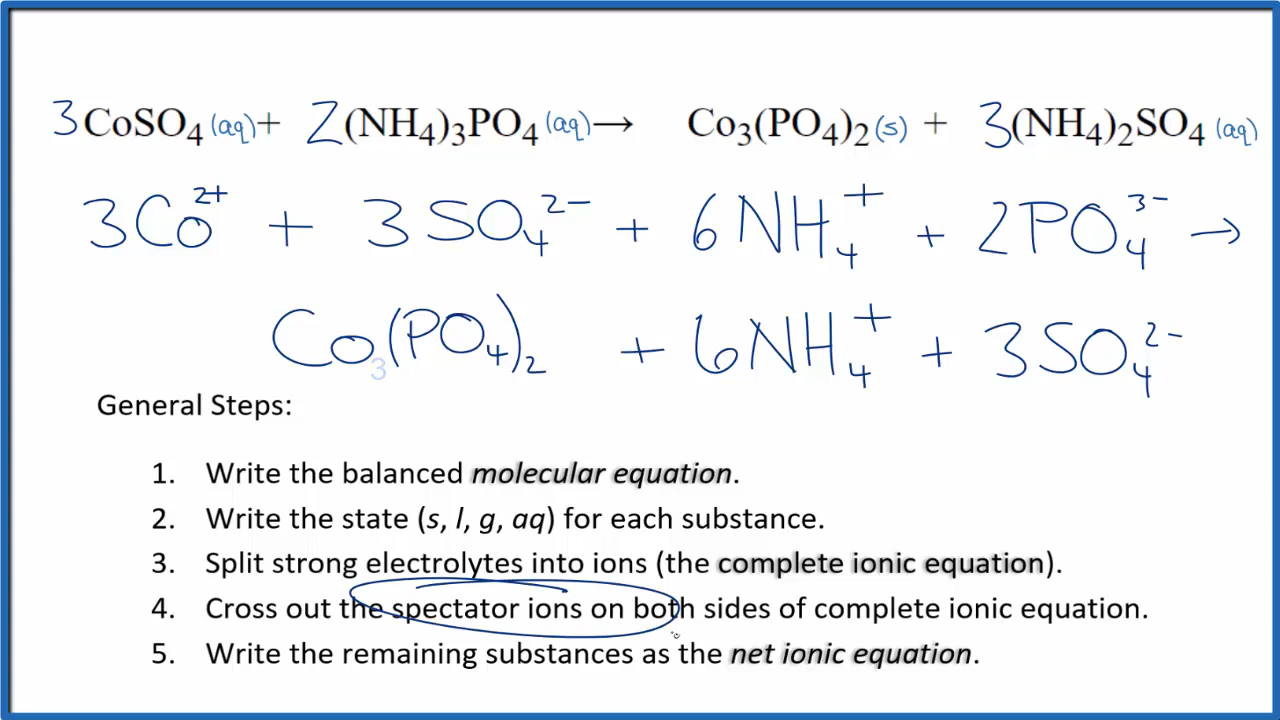 3CoSO₄(aq) + 2(NH₄)₃PO₄(aq) → Co₃(PO₄)₂(s) + 3(NH₄)₂SO₄(aq)
3Co²⁺ + 3SO₄²⁻ + 6NH₄⁺ + 2PO₄³⁻ →
Co₃(PO₄)₂ + 6NH₄⁺ + 3SO₄²⁻
General Steps:
1. Write the balanced molecular equation.
2. Write the state (s, l, g, aq) for each substance.
3. Split strong electrolytes into ions (the complete ionic equation).
4. Cross out the spectator ions on both sides of complete ionic equation.
5. Write the remaining substances as the net ionic equation.